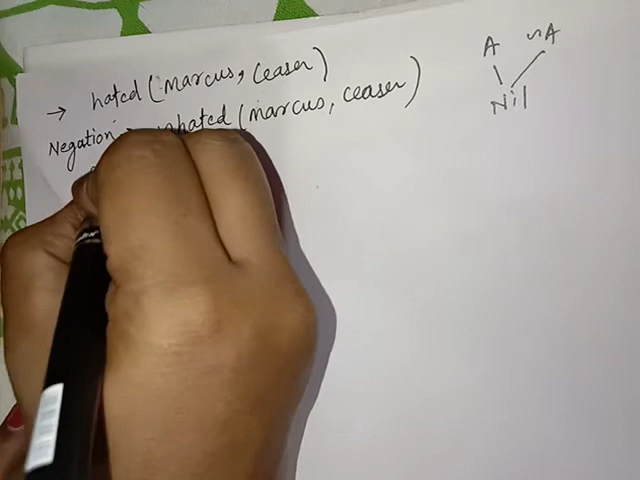 → hated (marcus, Ceaser)
Negation → ~hated (marcus, ceaser)
A ~A
Nil